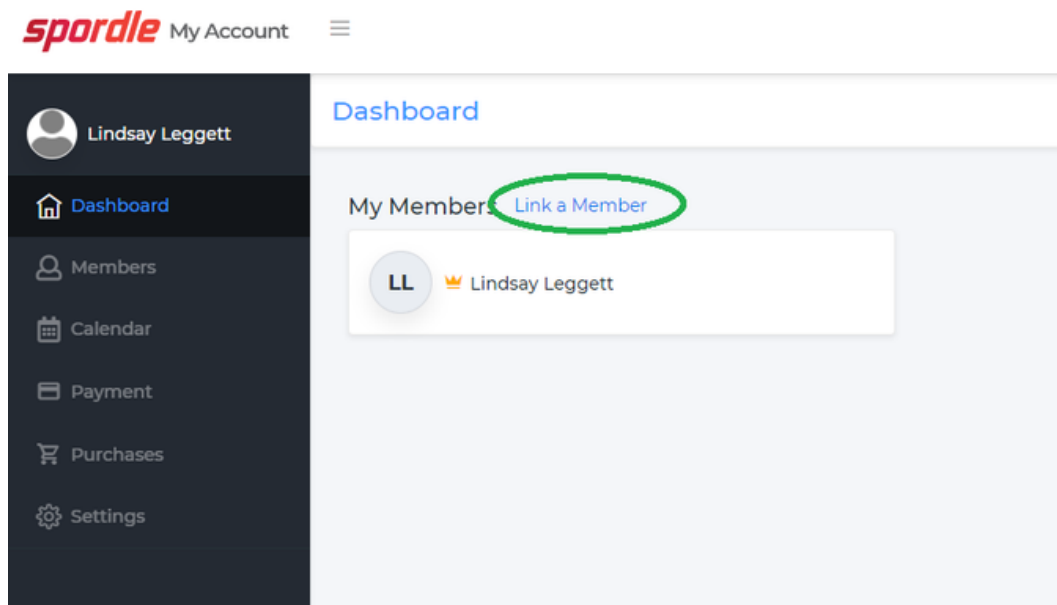 spordle My Account
Lindsay Leggett
Dashboard
Members
Calendar
Payment
Purchases
Settings
Dashboard
My Members Link a Member
LL Lindsay Leggett